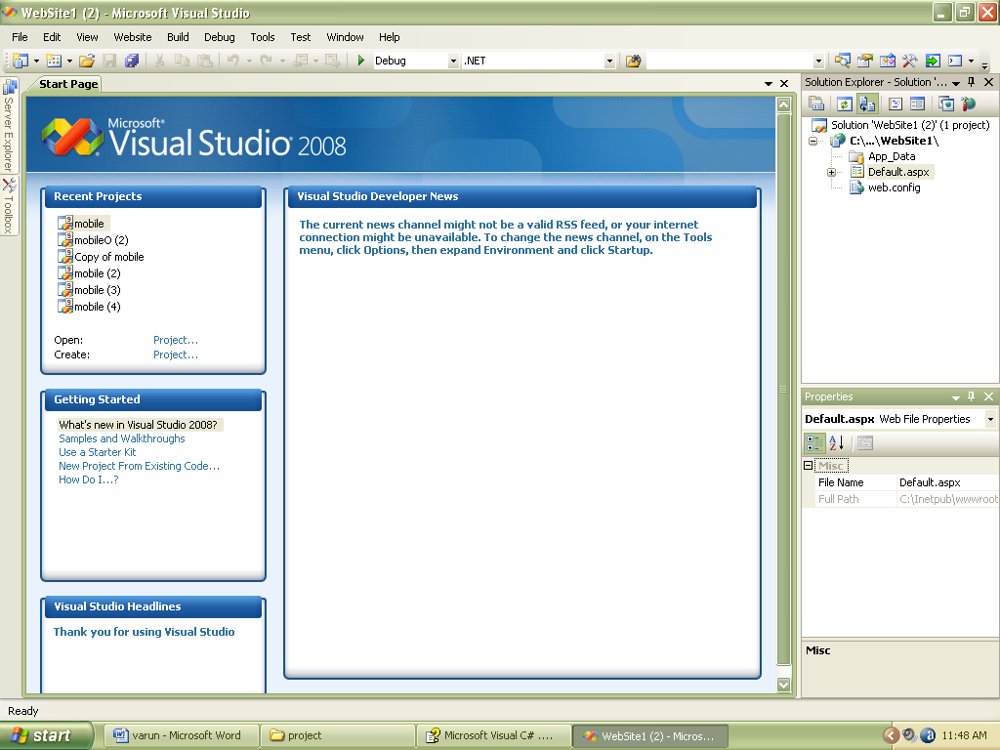 WebSite1 (2) - Microsoft Visual Studio
File Edit View Website Build Debug Tools Test Window Help
Debug .NET
Server Explorer
Toolbox
Start Page
Microsoft®
Visual Studio® 2008
Recent Projects
mobile
mobileO (2)
Copy of mobile
mobile (2)
mobile (3)
mobile (4)
Open: Project...
Create: Project...
Getting Started
What's new in Visual Studio 2008?
Samples and Walkthroughs
Use a Starter Kit
New Project From Existing Code...
How Do I...?
Visual Studio Headlines
Thank you for using Visual Studio
Visual Studio Developer News
The current news channel might not be a valid RSS feed, or your internet
connection might be unavailable. To change the news channel, on the Tools
menu, click Options, then expand Environment and click Startup.
Solution Explorer - Solution '...
Solution 'WebSite1 (2)' (1 project)
C:\...\WebSite1\
App_Data
Default.aspx
web.config
Properties
Default.aspx Web File Properties
Misc
File Name Default.aspx
Full Path C:\Inetpub\wwwroot
Misc
Ready
start varun - Microsoft Word project Microsoft Visual C# .... WebSite1 (2) - Micros... 11:48 AM